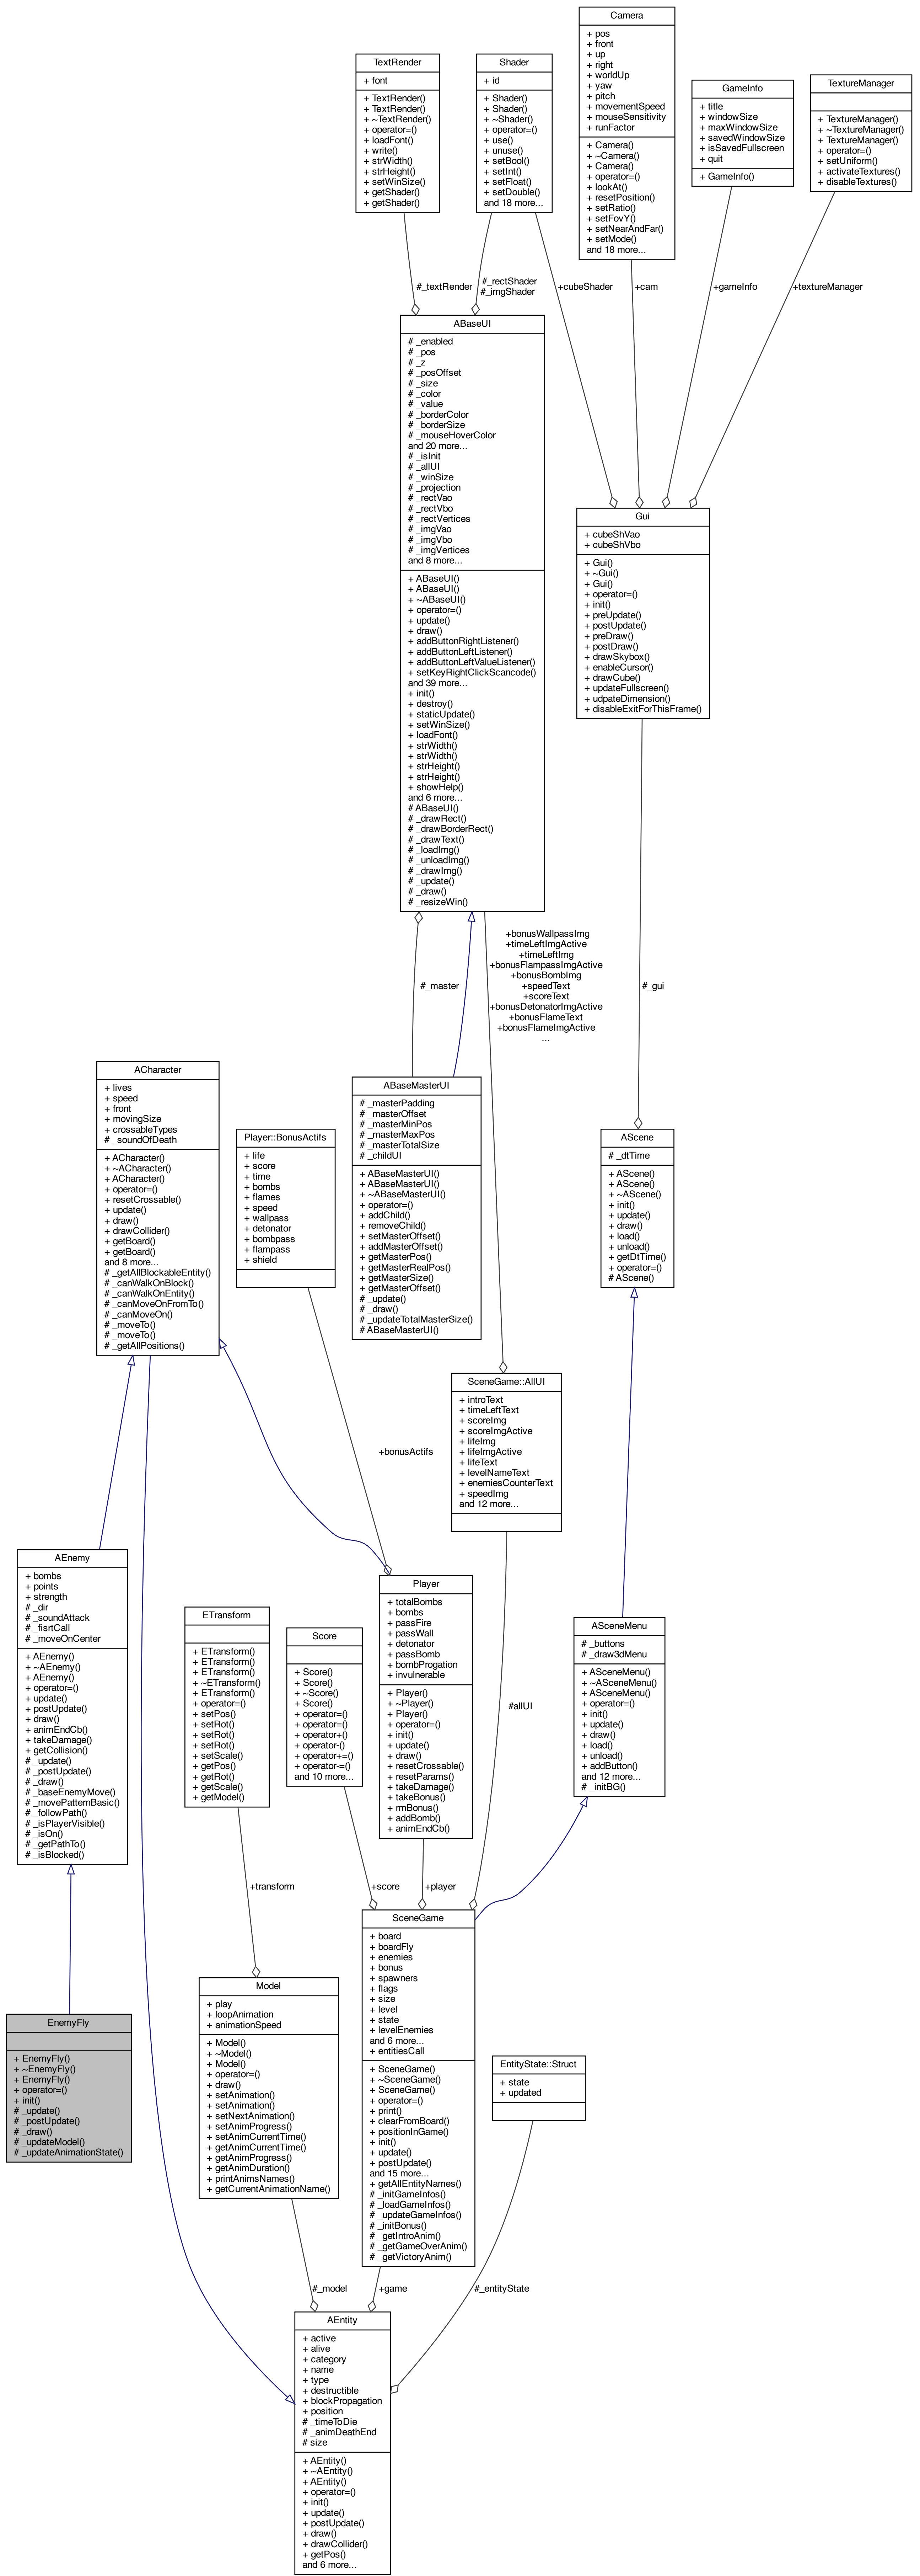 Camera
+ pos
+ front
+ up
+ right
+ worldUp
+ yaw
+ pitch
+ movementSpeed
+ mouseSensitivity
+ runFactor
+ Camera()
+ ~Camera()
+ Camera()
+ operator=()
+ lookAt()
+ resetPosition()
+ setRatio()
+ setFovY()
+ setNearAndFar()
+ setMode()
and 18 more...
TextRender
+ font
+ TextRender()
+ TextRender()
+ ~TextRender()
+ operator=()
+ loadFont()
+ write()
+ strWidth()
+ strHeight()
+ setWinSize()
+ getShader()
+ getShader()
Shader
+ id
+ Shader()
+ Shader()
+ ~Shader()
+ operator=()
+ use()
+ unuse()
+ setBool()
+ setInt()
+ setFloat()
+ setDouble()
and 18 more...
GameInfo
+ title
+ windowSize
+ maxWindowSize
+ savedWindowSize
+ isSavedFullscreen
+ quit
+ GameInfo()
TextureManager
+ TextureManager()
+ ~TextureManager()
+ TextureManager()
+ operator=()
+ setUniform()
+ activateTextures()
+ disableTextures()
#_textRender
#_rectShader
#_imgShader
+cubeShader
+cam
+gameInfo
+textureManager
ABaseUI
# _enabled
# _pos
# _z
# _posOffset
# _size
# _color
# _value
# _borderColor
# _borderSize
# _mouseHoverColor
and 20 more...
# _isInit
# _allUI
# _winSize
# _projection
# _rectVao
# _rectVbo
# _rectVertices
# _imgVao
# _imgVbo
# _imgVertices
and 8 more...
+ ABaseUI()
+ ABaseUI()
+ ~ABaseUI()
+ operator=()
+ update()
+ draw()
+ addButtonRightListener()
+ addButtonLeftListener()
+ addButtonLeftValueListener()
+ setKeyRightClickScancode()
and 39 more...
+ init()
+ destroy()
+ staticUpdate()
+ setWinSize()
+ loadFont()
+ strWidth()
+ strWidth()
+ strHeight()
+ strHeight()
+ showHelp()
and 6 more...
# ABaseUI()
# _drawRect()
# _drawBorderRect()
# _drawText()
# _loadImg()
# _unloadImg()
# _drawImg()
# _update()
# _draw()
# _resizeWin()
Gui
+ cubeShVao
+ cubeShVbo
+ Gui()
+ ~Gui()
+ Gui()
+ operator=()
+ init()
+ preUpdate()
+ postUpdate()
+ preDraw()
+ postDraw()
+ drawSkybox()
+ enableCursor()
+ drawCube()
+ updateFullscreen()
+ udpateDimension()
+ disableExitForThisFrame()
#_master
+bonusWallpassImg
+timeLeftImgActive
+timeLeftImg
+bonusFlampassImgActive
+bonusBombImg
+speedText
+scoreText
+bonusDetonatorImgActive
+bonusFlameText
+bonusFlameImgActive
...
#_gui
ACharacter
+ lives
+ speed
+ front
+ movingSize
+ crossableTypes
# _soundOfDeath
+ ACharacter()
+ ~ACharacter()
+ ACharacter()
+ operator=()
+ resetCrossable()
+ update()
+ draw()
+ drawCollider()
+ getBoard()
+ getBoard()
and 8 more...
# _getAllBlockableEntity()
# _canWalkOnBlock()
# _canWalkOnEntity()
# _canMoveOnFromTo()
# _canMoveOn()
# _moveTo()
# _moveTo()
# _getAllPositions()
Player::BonusActifs
+ life
+ score
+ time
+ bombs
+ flames
+ speed
+ wallpass
+ detonator
+ bombpass
+ flampass
+ shield
ABaseMasterUI
# _masterPadding
# _masterOffset
# _masterMinPos
# _masterMaxPos
# _masterTotalSize
# _childUI
+ ABaseMasterUI()
+ ABaseMasterUI()
+ ~ABaseMasterUI()
+ operator=()
+ addChild()
+ removeChild()
+ setMasterOffset()
+ addMasterOffset()
+ getMasterPos()
+ getMasterRealPos()
+ getMasterSize()
+ getMasterOffset()
# _update()
# _draw()
# _updateTotalMasterSize()
# ABaseMasterUI()
AScene
# _dtTime
+ AScene()
+ AScene()
+ ~AScene()
+ init()
+ update()
+ draw()
+ load()
+ unload()
+ getDtTime()
+ operator=()
# AScene()
SceneGame::AllUI
+ introText
+ timeLeftText
+ scoreImg
+ scoreImgActive
+ lifeImg
+ lifeImgActive
+ lifeText
+ levelNameText
+ enemiesCounterText
+ speedImg
and 12 more...
+bonusActifs
AEnemy
+ bombs
+ points
+ strength
# _dir
# _soundAttack
# _fisrtCall
# _moveOnCenter
+ AEnemy()
+ ~AEnemy()
+ AEnemy()
+ operator=()
+ update()
+ postUpdate()
+ draw()
+ animEndCb()
+ takeDamage()
+ getCollision()
# _update()
# _postUpdate()
# _draw()
# _baseEnemyMove()
# _movePatternBasic()
# _followPath()
# _isPlayerVisible()
# _isOn()
# _getPathTo()
# _isBlocked()
ETransform
+ ETransform()
+ ETransform()
+ ETransform()
+ ~ETransform()
+ ETransform()
+ operator=()
+ setPos()
+ setRot()
+ setRot()
+ setRot()
+ setScale()
+ getPos()
+ getRot()
+ getScale()
+ getModel()
Score
+ Score()
+ Score()
+ ~Score()
+ Score()
+ operator=()
+ operator=()
+ operator+()
+ operator-()
+ operator+=()
+ operator-=()
and 10 more...
Player
+ totalBombs
+ bombs
+ passFire
+ passWall
+ detonator
+ passBomb
+ bombProgation
+ invulnerable
+ Player()
+ ~Player()
+ Player()
+ operator=()
+ init()
+ update()
+ draw()
+ resetCrossable()
+ resetParams()
+ takeDamage()
+ takeBonus()
+ rmBonus()
+ addBomb()
+ animEndCb()
#allUI
ASceneMenu
# _buttons
# _draw3dMenu
+ ASceneMenu()
+ ~ASceneMenu()
+ ASceneMenu()
+ operator=()
+ init()
+ update()
+ draw()
+ load()
+ unload()
+ addButton()
and 12 more...
# _initBG()
+transform
+score
+player
SceneGame
+ board
+ boardFly
+ enemies
+ bonus
+ spawners
+ flags
+ size
+ level
+ state
+ levelEnemies
and 6 more...
+ entitiesCall
+ SceneGame()
+ ~SceneGame()
+ SceneGame()
+ operator=()
+ print()
+ clearFromBoard()
+ positionInGame()
+ init()
+ update()
+ postUpdate()
and 15 more...
+ getAllEntityNames()
# _initGameInfos()
# _loadGameInfos()
# _updateGameInfos()
# _initBonus()
# _getIntroAnim()
# _getGameOverAnim()
# _getVictoryAnim()
EnemyFly
+ EnemyFly()
+ ~EnemyFly()
+ EnemyFly()
+ operator=()
+ init()
# _update()
# _postUpdate()
# _draw()
# _updateModel()
# _updateAnimationState()
Model
+ play
+ loopAnimation
+ animationSpeed
+ Model()
+ ~Model()
+ Model()
+ operator=()
+ draw()
+ setAnimation()
+ setAnimation()
+ setNextAnimation()
+ setAnimProgress()
+ setAnimCurrentTime()
+ getAnimCurrentTime()
+ getAnimProgress()
+ getAnimDuration()
+ printAnimsNames()
+ getCurrentAnimationName()
EntityState::Struct
+ state
+ updated
#_model
+game
#_entityState
AEntity
+ active
+ alive
+ category
+ name
+ type
+ destructible
+ blockPropagation
+ position
# _timeToDie
# _animDeathEnd
# size
+ AEntity()
+ ~AEntity()
+ AEntity()
+ operator=()
+ init()
+ update()
+ postUpdate()
+ draw()
+ drawCollider()
+ getPos()
and 6 more...